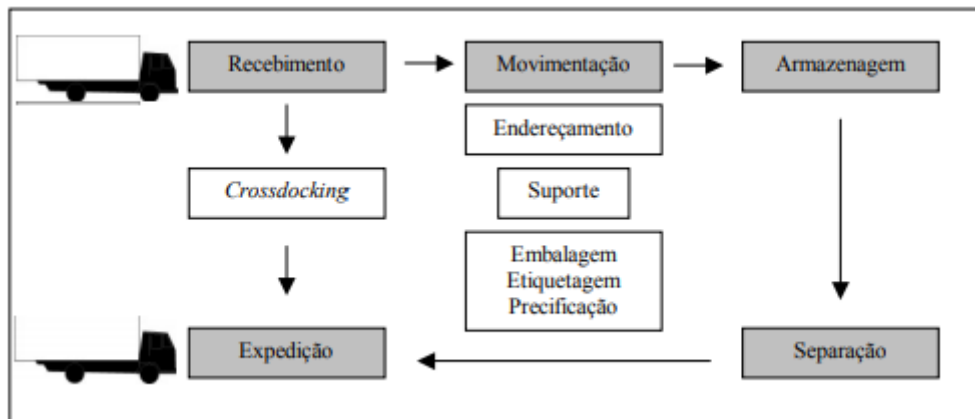 Recebimento
Movimentação
Armazenagem
Endereçamento
Crossdocking
Suporte
Embalagem
Etiquetagem
Precificação
Expedição
Separação